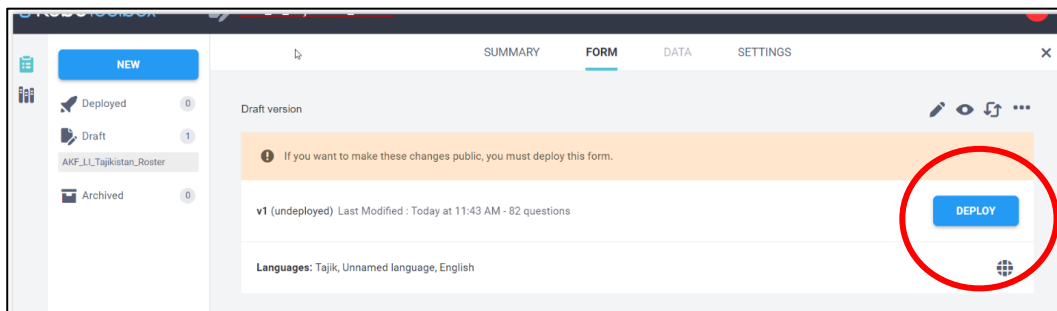 SUMMARY FORM DATA SETTINGS
NEW
Deployed 0
Draft 1
AKF_LI_Tajikistan_Roster
Archived 0
Draft version
If you want to make these changes public, you must deploy this form.
v1 (undeployed) Last Modified : Today at 11:43 AM - 82 questions
DEPLOY
Languages: Tajik, Unnamed language, English